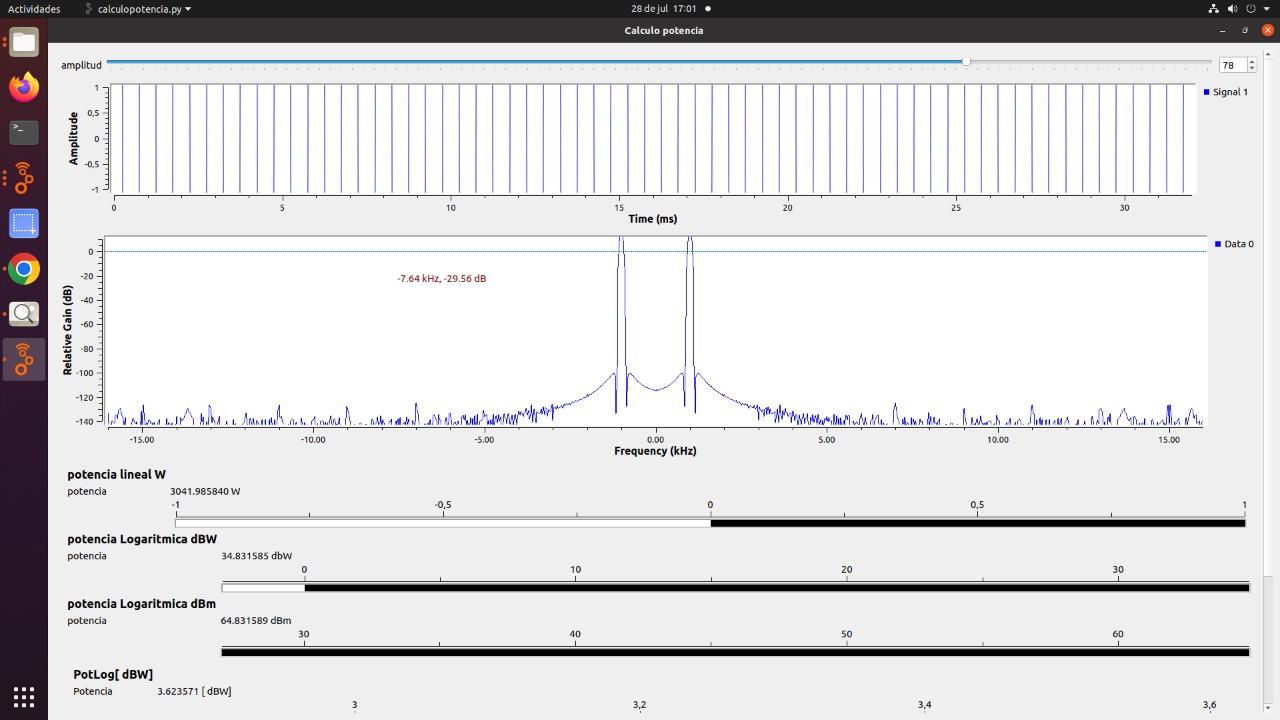 Actividades calculopotencia.py 28 de jul 17:01
Calculo potencia
amplitud 78
Amplitude
1
0,5
0
-0,5
-1
Signal 1
0 5 10 15 20 25 30
Time (ms)
Relative Gain (dB)
0
-20
-40
-60
-80
-100
-120
-140
-7.64 kHz, -29.56 dB
Data 0
-15.00 -10.00 -5.00 0.00 5.00 10.00 15.00
Frequency (kHz)
potencia lineal W
potencia 3041.985840 W
-1 -0,5 0 0,5 1
potencia Logaritmica dBW
potencia 34.831585 dbW
0 10 20 30
potencia Logaritmica dBm
potencia 64.831589 dBm
30 40 50 60
PotLog[ dBW]
Potencia 3.623571 [ dBW]
3 3,2 3,4 3,6